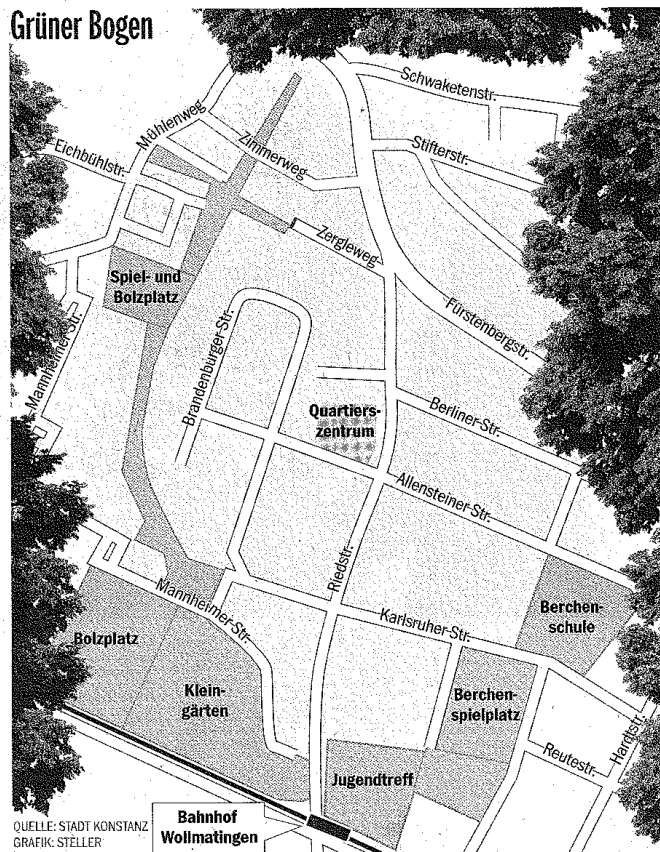 Grüner Bogen
Schwaketenstr.
Mühlenweg
Zimmerweg
Stifterstr.
Eichbühlstr.
Zergleweg
Spiel- und
Bolzplatz
Fürstenbergstr.
Mannheimer-Str.
Brandenburger-Str.
Quartiers-
zentrum
Berliner-Str.
Allensteiner Str.
Riedstr.
Mannheimer-Str.
Karlsruher-Str.
Berchen-
schule
Bolzplatz
Klein-
gärten
Berchen-
spielplatz
Hardtstr.
Reutestr.
Jugendtreff
QUELLE: STADT KONSTANZ
GRAFIK: STELLER
Bahnhof
Wollmatingen